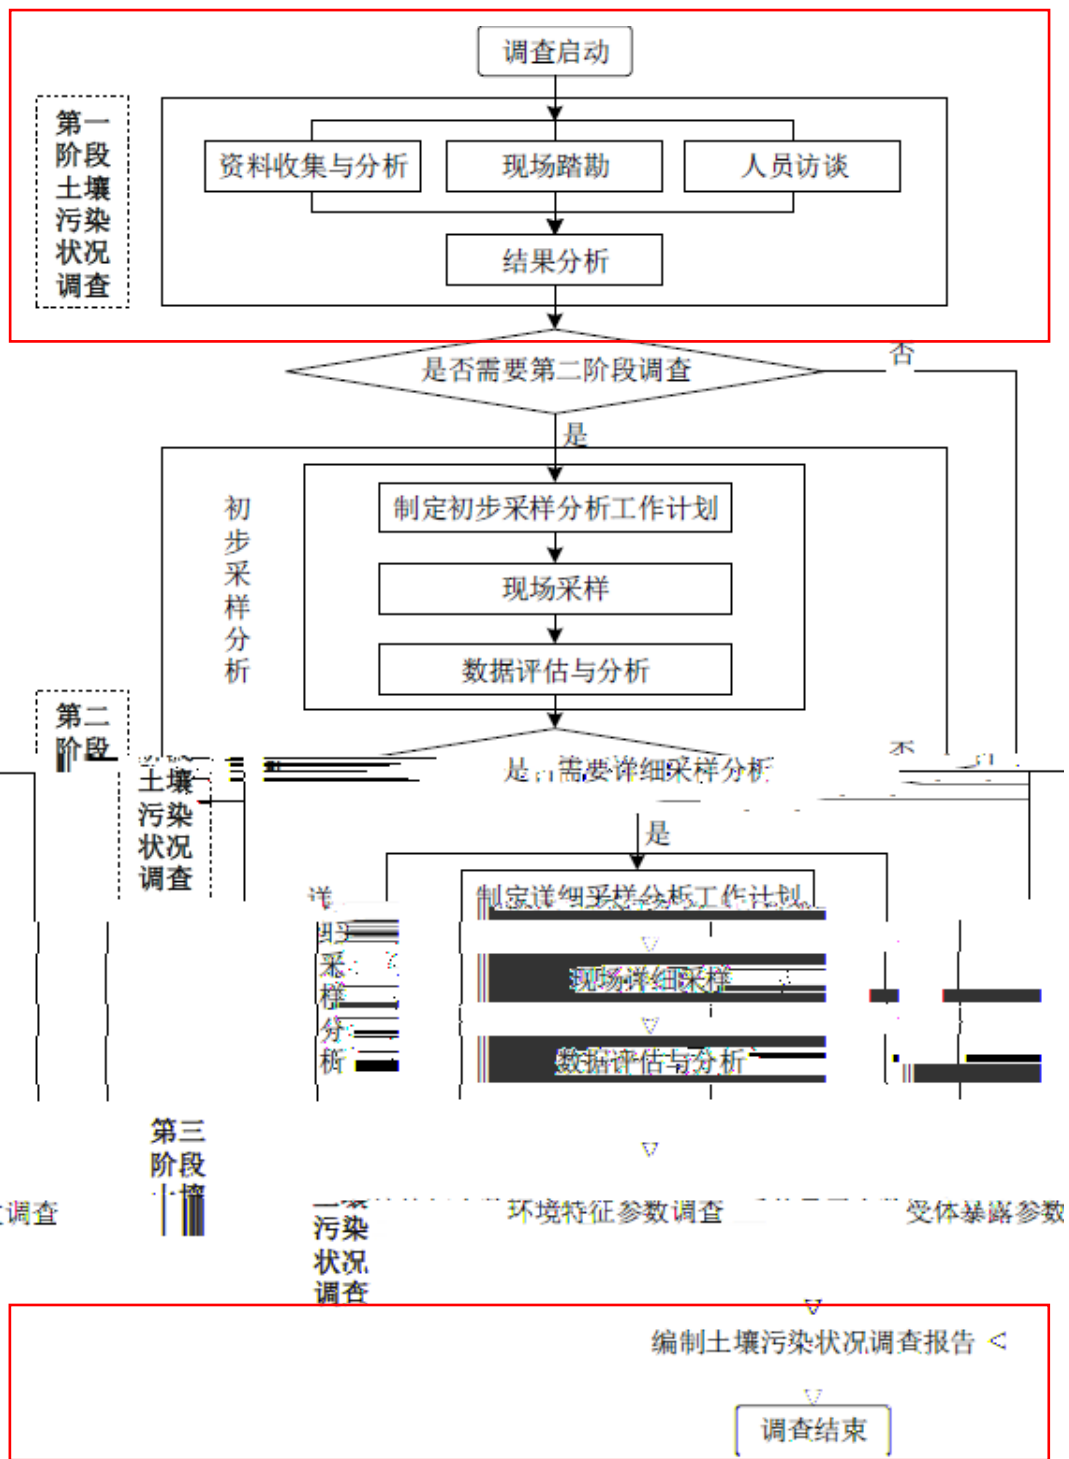 调查启动
第一
阶段
土壤
污染
状况
调查
资料收集与分析
现场踏勘
人员访谈
结果分析
是否需要第二阶段调查
否
是
初
步
采
样
分
析
制定初步采样分析工作计划
现场采样
数据评估与分析
第二
阶段
土壤
污染
状况
调查
是 需要详细采样分析
否
是
详
细
采
样
分
析
制定详细采样分析工作计划
现场详细采样
数据评估与分析
第三
阶段
污染
状况
调查
调查
环境特征参数调查
受体暴露参数
编制土壤污染状况调查报告
调查结束